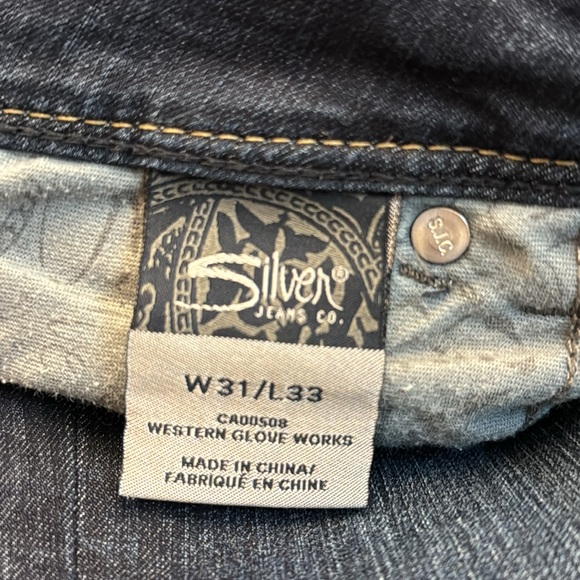 Silver®
JEANS CO.
S.J.C.
W31/L33
CA00508
WESTERN GLOVE WORKS
MADE IN CHINA/
FABRIQUÉ EN CHINE